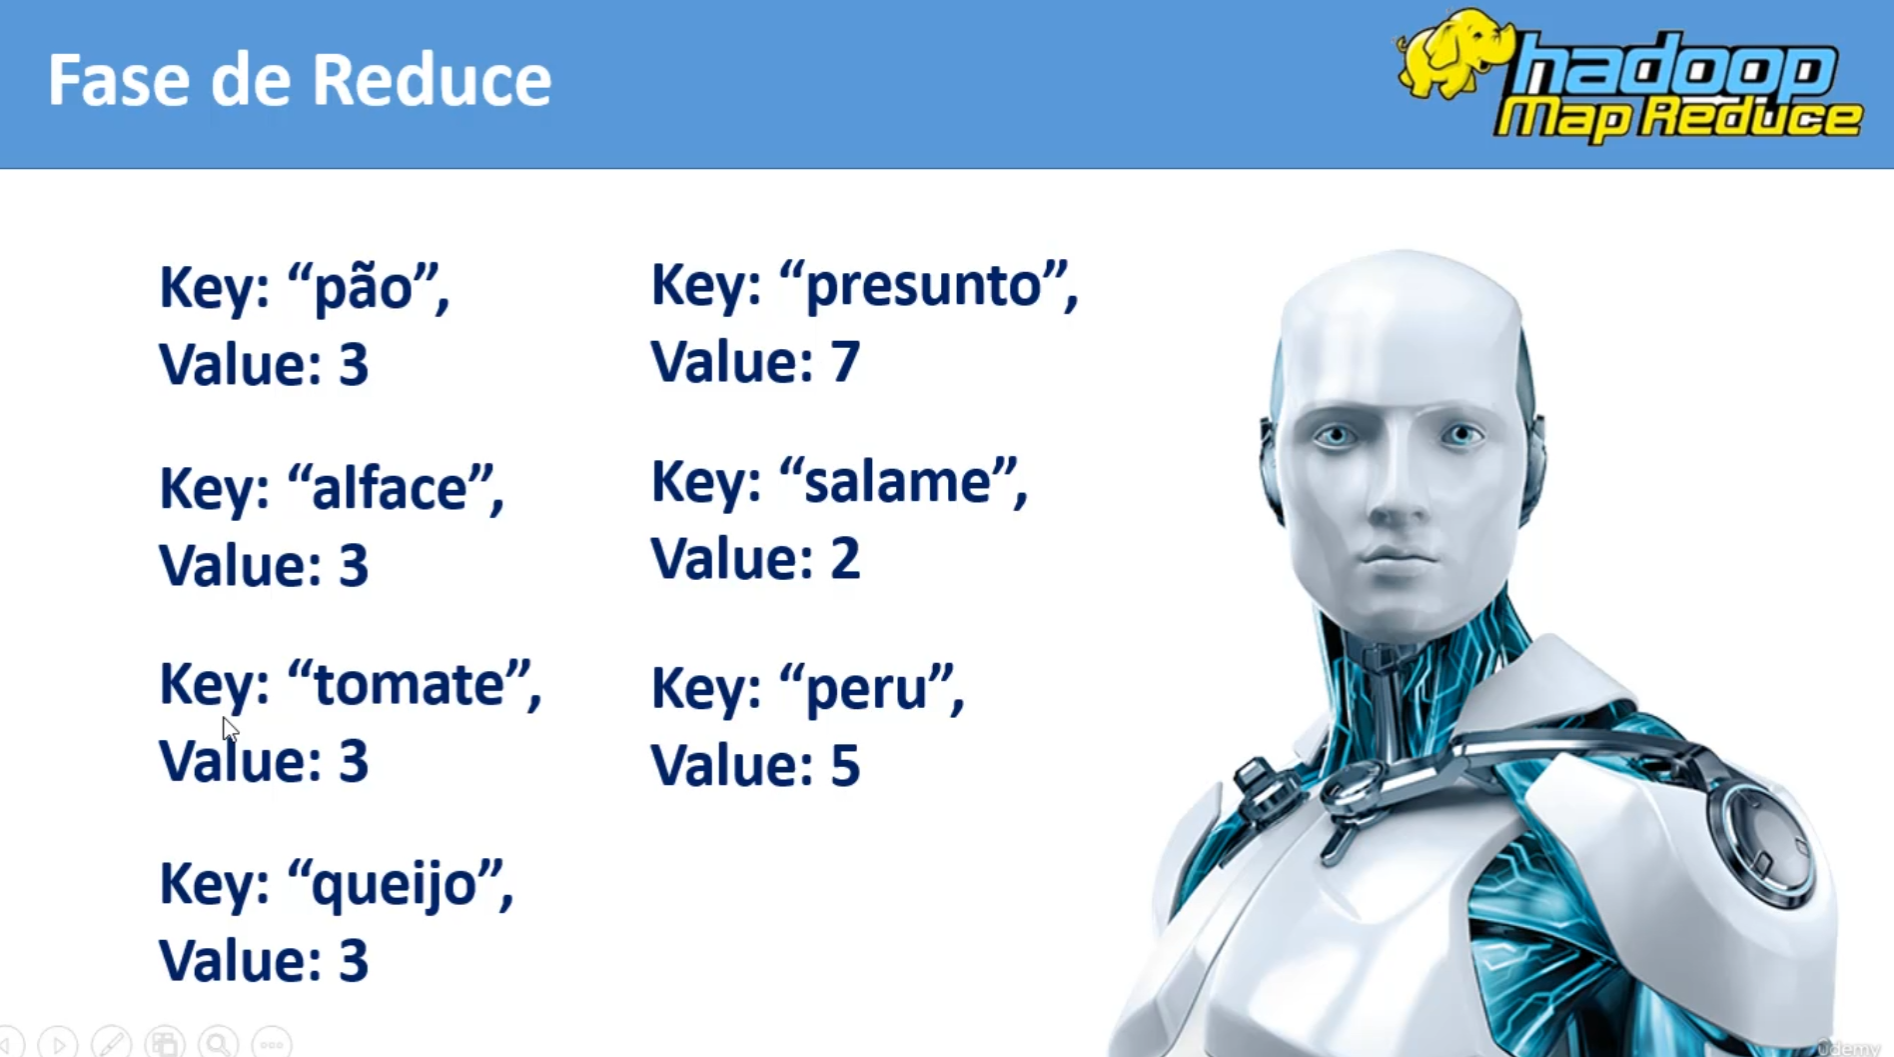 Fase de Reduce
hadoop
Map Reduce
Key: “pão”,
Value: 3
Key: “alface”,
Value: 3
Key: “tomate”,
Value: 3
Key: “queijo”,
Value: 3
Key: “presunto”,
Value: 7
Key: “salame”,
Value: 2
Key: “peru”,
Value: 5
udemy